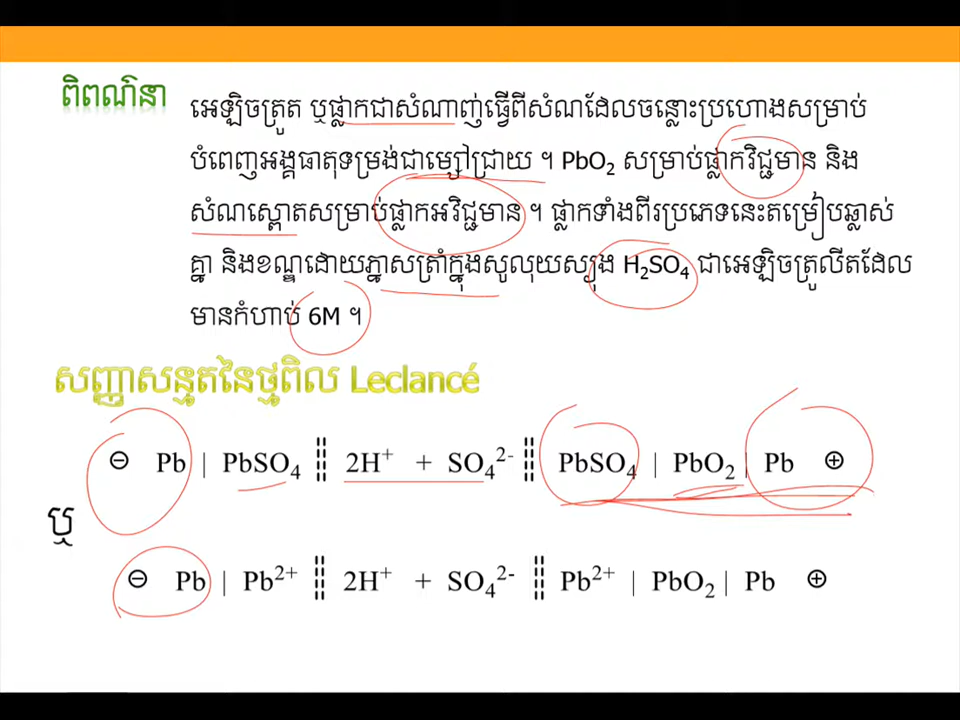 ពិពណ៌នា
អេឡិចត្រូត ឬផ្លាកជាសំណាញ់ធ្វើពីសំណដែលចន្លោះប្រហោងសម្រាប់
បំពេញអង្គធាតុទម្រង់ជាម្សៅជ្រាយ ។ PbO₂ សម្រាប់ផ្លាកវិជ្ជមាន និង
សំណស្ពោតសម្រាប់ផ្លាកអវិជ្ជមាន ។ ផ្លាកទាំងពីរប្រភេទនេះតម្រៀបឆ្លាស់
គ្នា និងខណ្ឌដោយភ្នាសត្រាំក្នុងសូលុយស្យុង H₂SO₄ ជាអេឡិចត្រូលីតដែល
មានកំហាប់ 6M ។
សញ្ញាសន្មតនៃថ្មពិល Leclancé
⊖ Pb | PbSO₄ ⁞⁞ 2H⁺ + SO₄²⁻ ⁞⁞ PbSO₄ | PbO₂ | Pb ⊕
ឬ
⊖ Pb | Pb²⁺ ⁞⁞ 2H⁺ + SO₄²⁻ ⁞⁞ Pb²⁺ | PbO₂ | Pb ⊕